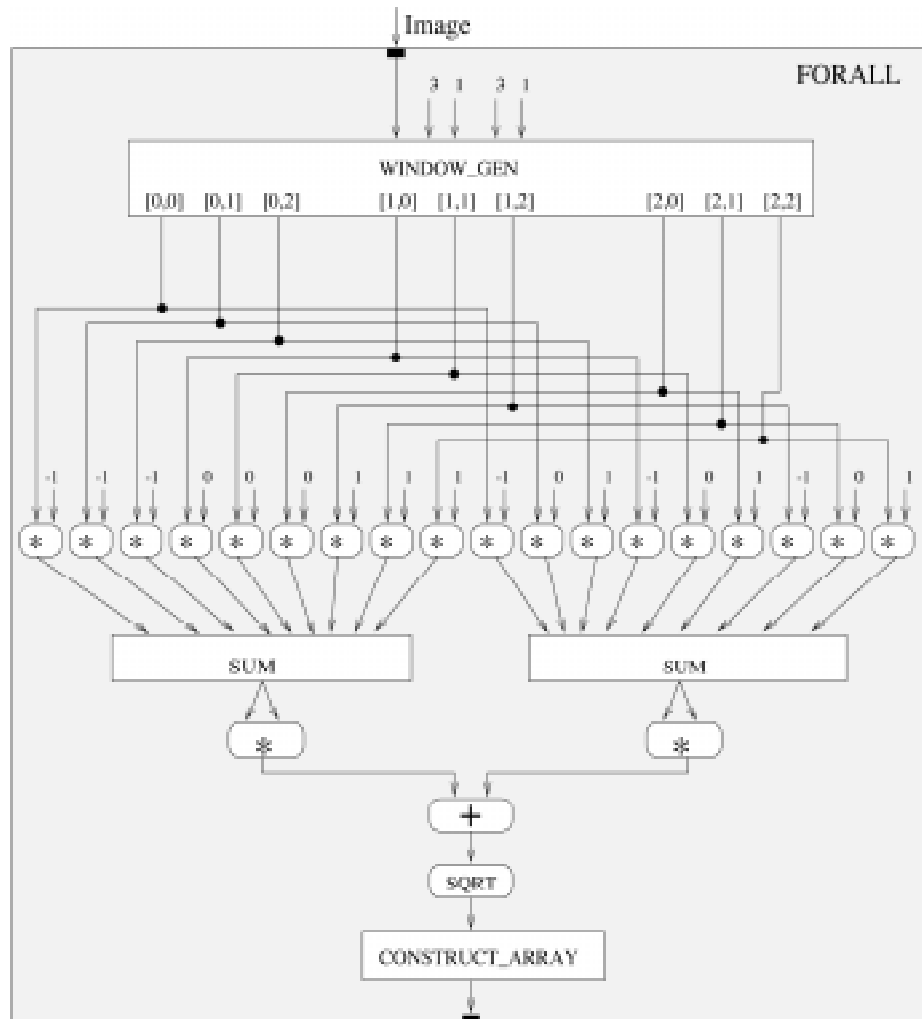 Image
FORALL
3 1 3 1
WINDOW_GEN
[0,0] [0,1] [0,2] [1,0] [1,1] [1,2] [2,0] [2,1] [2,2]
-1 -1 -1 0 0 0 1 1 1 -1 0 1 -1 0 1 -1 0 1
* * * * * * * * * * * * * * * * * *
SUM SUM
* *
+
SQRT
CONSTRUCT_ARRAY